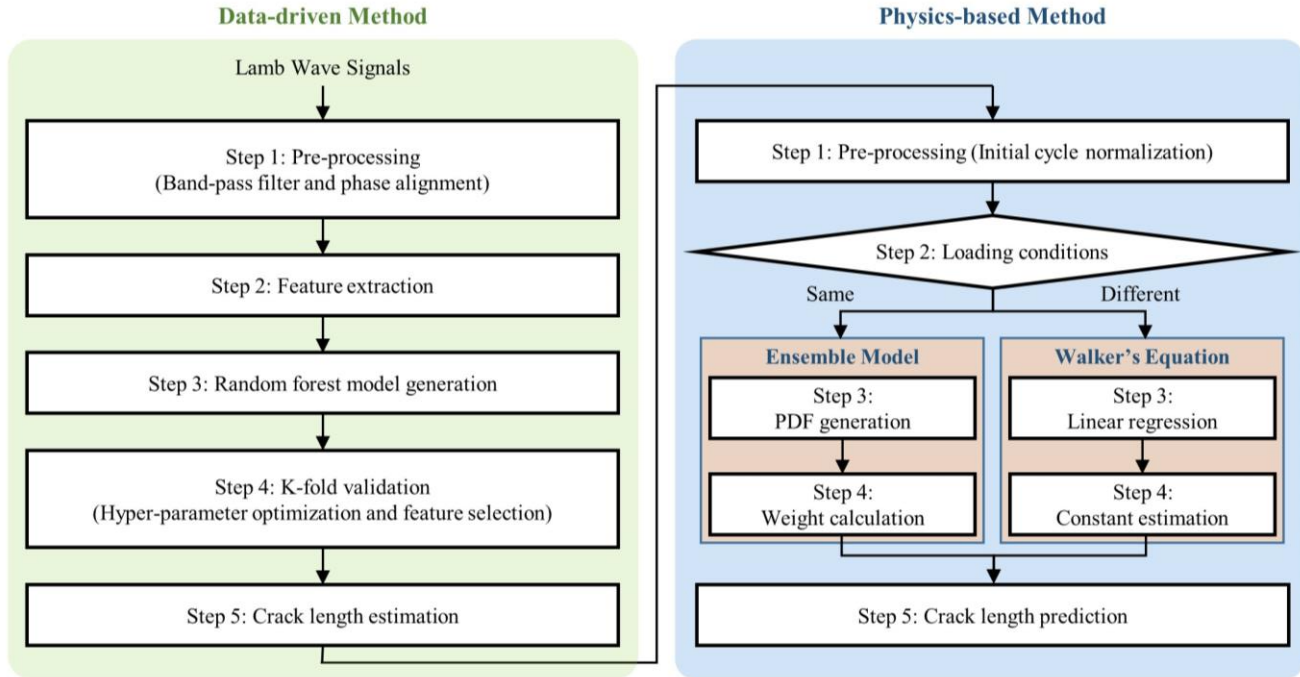 Data-driven Method
Lamb Wave Signals
Step 1: Pre-processing
(Band-pass filter and phase alignment)
Step 2: Feature extraction
Step 3: Random forest model generation
Step 4: K-fold validation
(Hyper-parameter optimization and feature selection)
Step 5: Crack length estimation
Physics-based Method
Step 1: Pre-processing (Initial cycle normalization)
Step 2: Loading conditions
Same
Different
Ensemble Model
Step 3:
PDF generation
Step 4:
Weight calculation
Walker's Equation
Step 3:
Linear regression
Step 4:
Constant estimation
Step 5: Crack length prediction